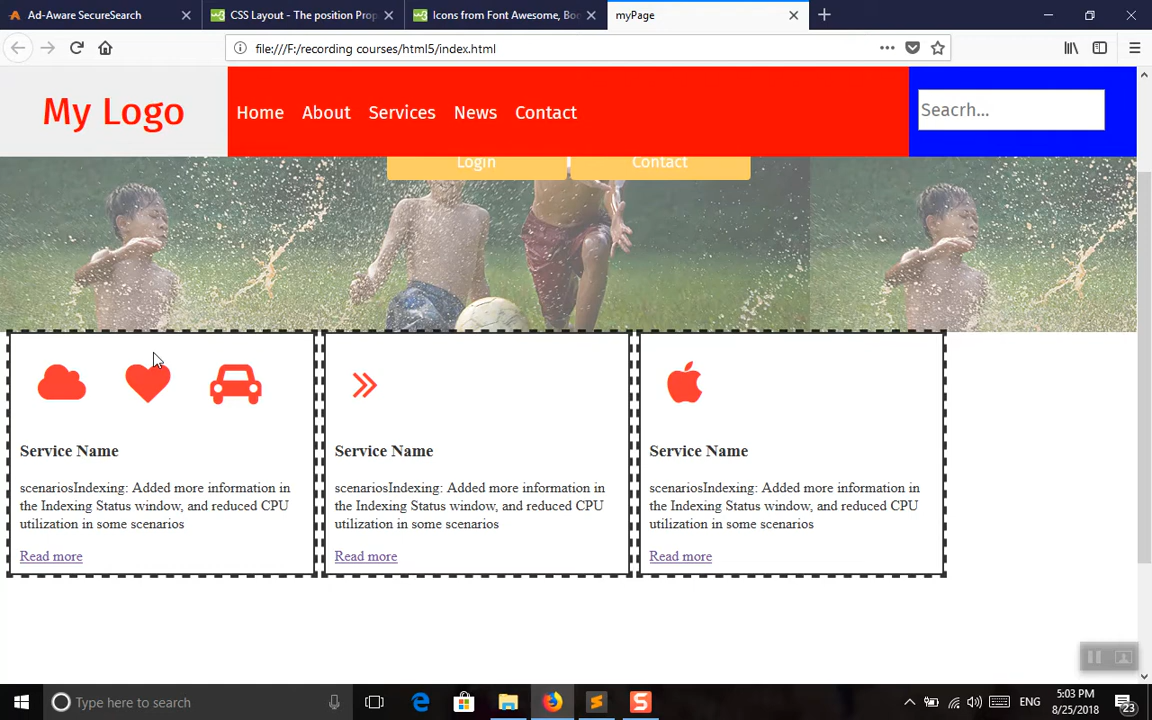 Ad-Aware SecureSearch
CSS Layout - The position Prop
Icons from Font Awesome, Boo
myPage
file:///F:/recording courses/html5/index.html
My Logo
Home About Services News Contact
Seacrh...
Login Contact
Service Name
scenariosIndexing: Added more information in
the Indexing Status window, and reduced CPU
utilization in some scenarios
Read more
Service Name
scenariosIndexing: Added more information in
the Indexing Status window, and reduced CPU
utilization in some scenarios
Read more
Service Name
scenariosIndexing: Added more information in
the Indexing Status window, and reduced CPU
utilization in some scenarios
Read more
Type here to search
ENG
5:03 PM
8/25/2018
23